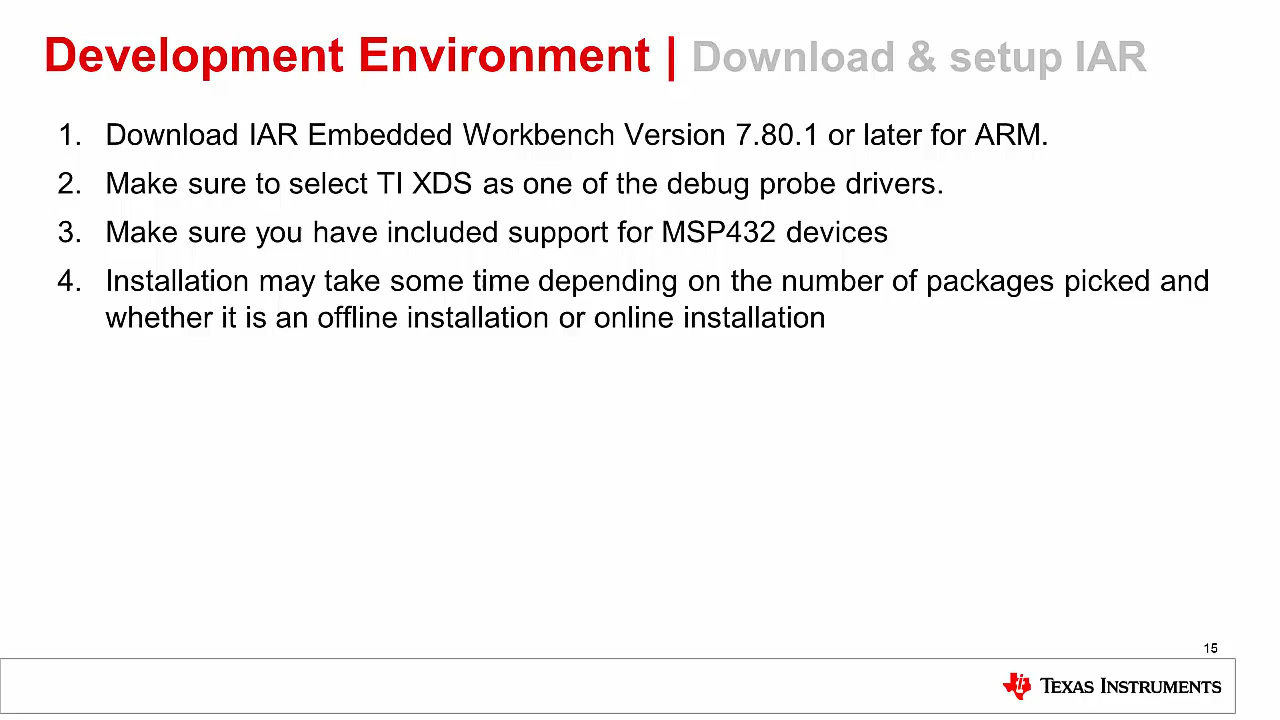 Development Environment | Download & setup IAR
1. Download IAR Embedded Workbench Version 7.80.1 or later for ARM.
2. Make sure to select TI XDS as one of the debug probe drivers.
3. Make sure you have included support for MSP432 devices
4. Installation may take some time depending on the number of packages picked and
whether it is an offline installation or online installation
15
TEXAS INSTRUMENTS